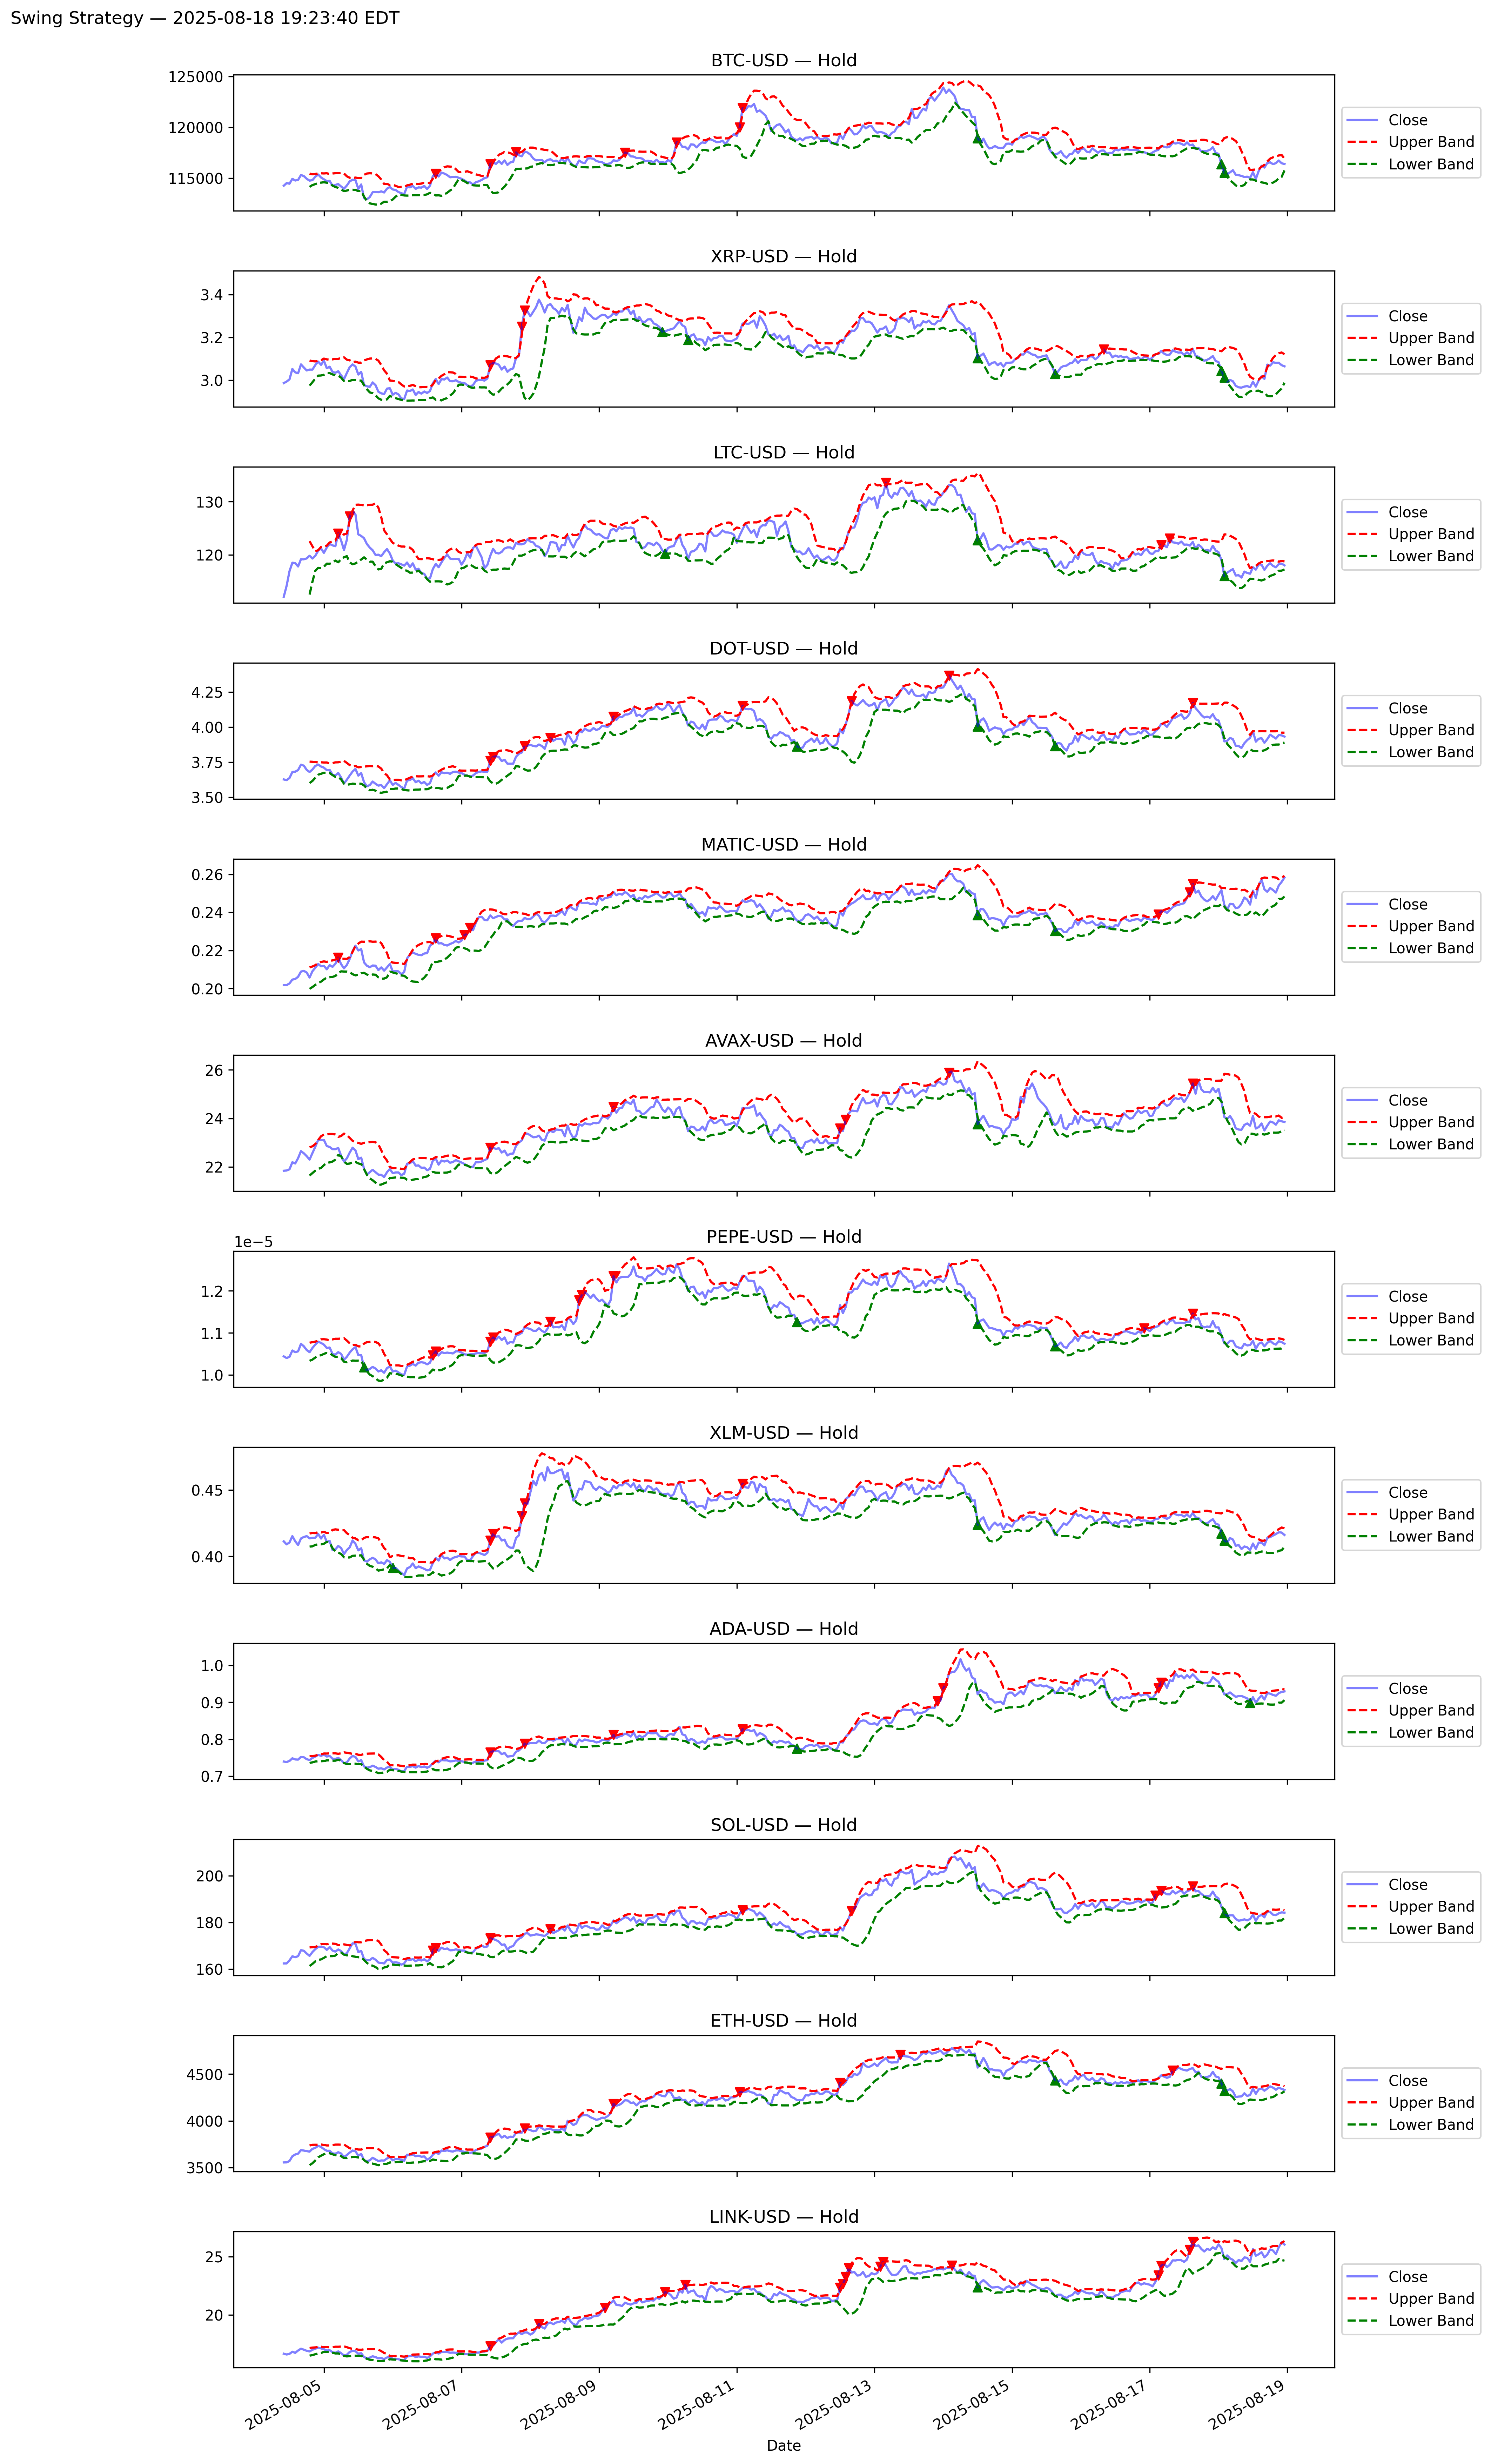 Swing Strategy — 2025-08-18 19:23:40 EDT
BTC-USD — Hold
125000
120000
115000
Close
Upper Band
Lower Band
XRP-USD — Hold
3.4
3.2
3.0
Close
Upper Band
Lower Band
LTC-USD — Hold
130
120
Close
Upper Band
Lower Band
DOT-USD — Hold
4.25
4.00
3.75
3.50
Close
Upper Band
Lower Band
MATIC-USD — Hold
0.26
0.24
0.22
0.20
Close
Upper Band
Lower Band
AVAX-USD — Hold
26
24
22
Close
Upper Band
Lower Band
PEPE-USD — Hold
1e−5
1.2
1.1
1.0
Close
Upper Band
Lower Band
XLM-USD — Hold
0.45
0.40
Close
Upper Band
Lower Band
ADA-USD — Hold
1.0
0.9
0.8
0.7
Close
Upper Band
Lower Band
SOL-USD — Hold
200
180
160
Close
Upper Band
Lower Band
ETH-USD — Hold
4500
4000
3500
Close
Upper Band
Lower Band
LINK-USD — Hold
25
20
Close
Upper Band
Lower Band
2025-08-05
2025-08-07
2025-08-09
2025-08-11
2025-08-13
2025-08-15
2025-08-17
2025-08-19
Date